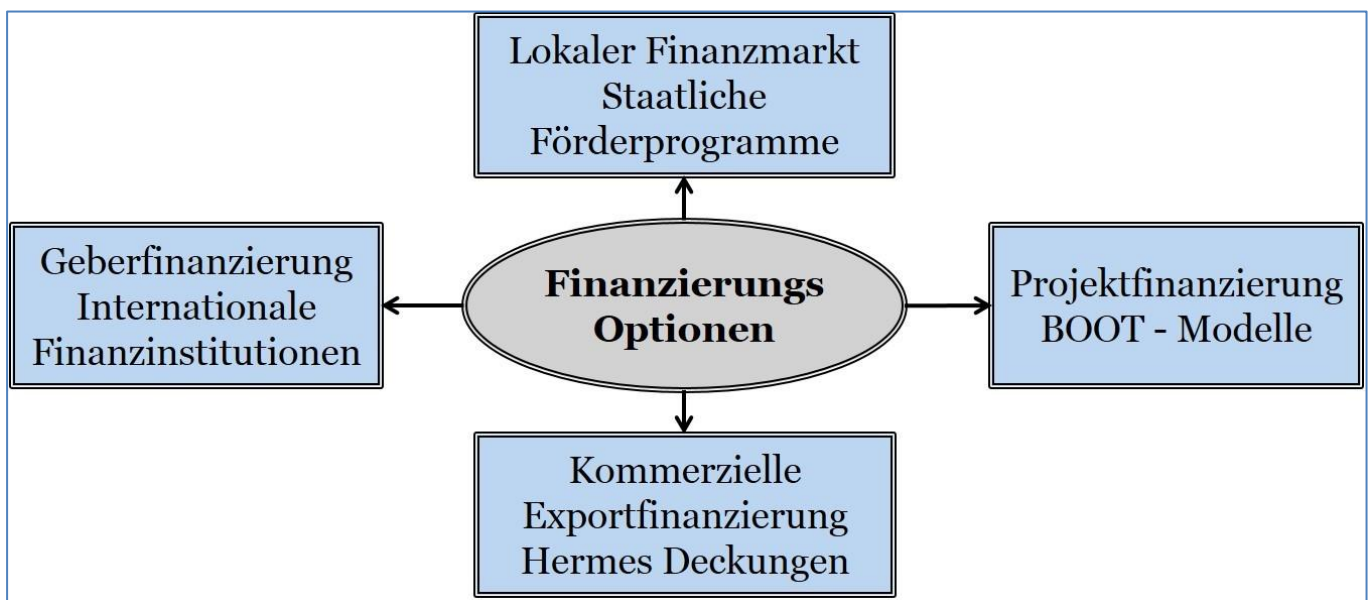 Lokaler Finanzmarkt
Staatliche
Förderprogramme
Geberfinanzierung
Internationale
Finanzinstitutionen
Finanzierungs
Optionen
Projektfinanzierung
BOOT - Modelle
Kommerzielle
Exportfinanzierung
Hermes Deckungen